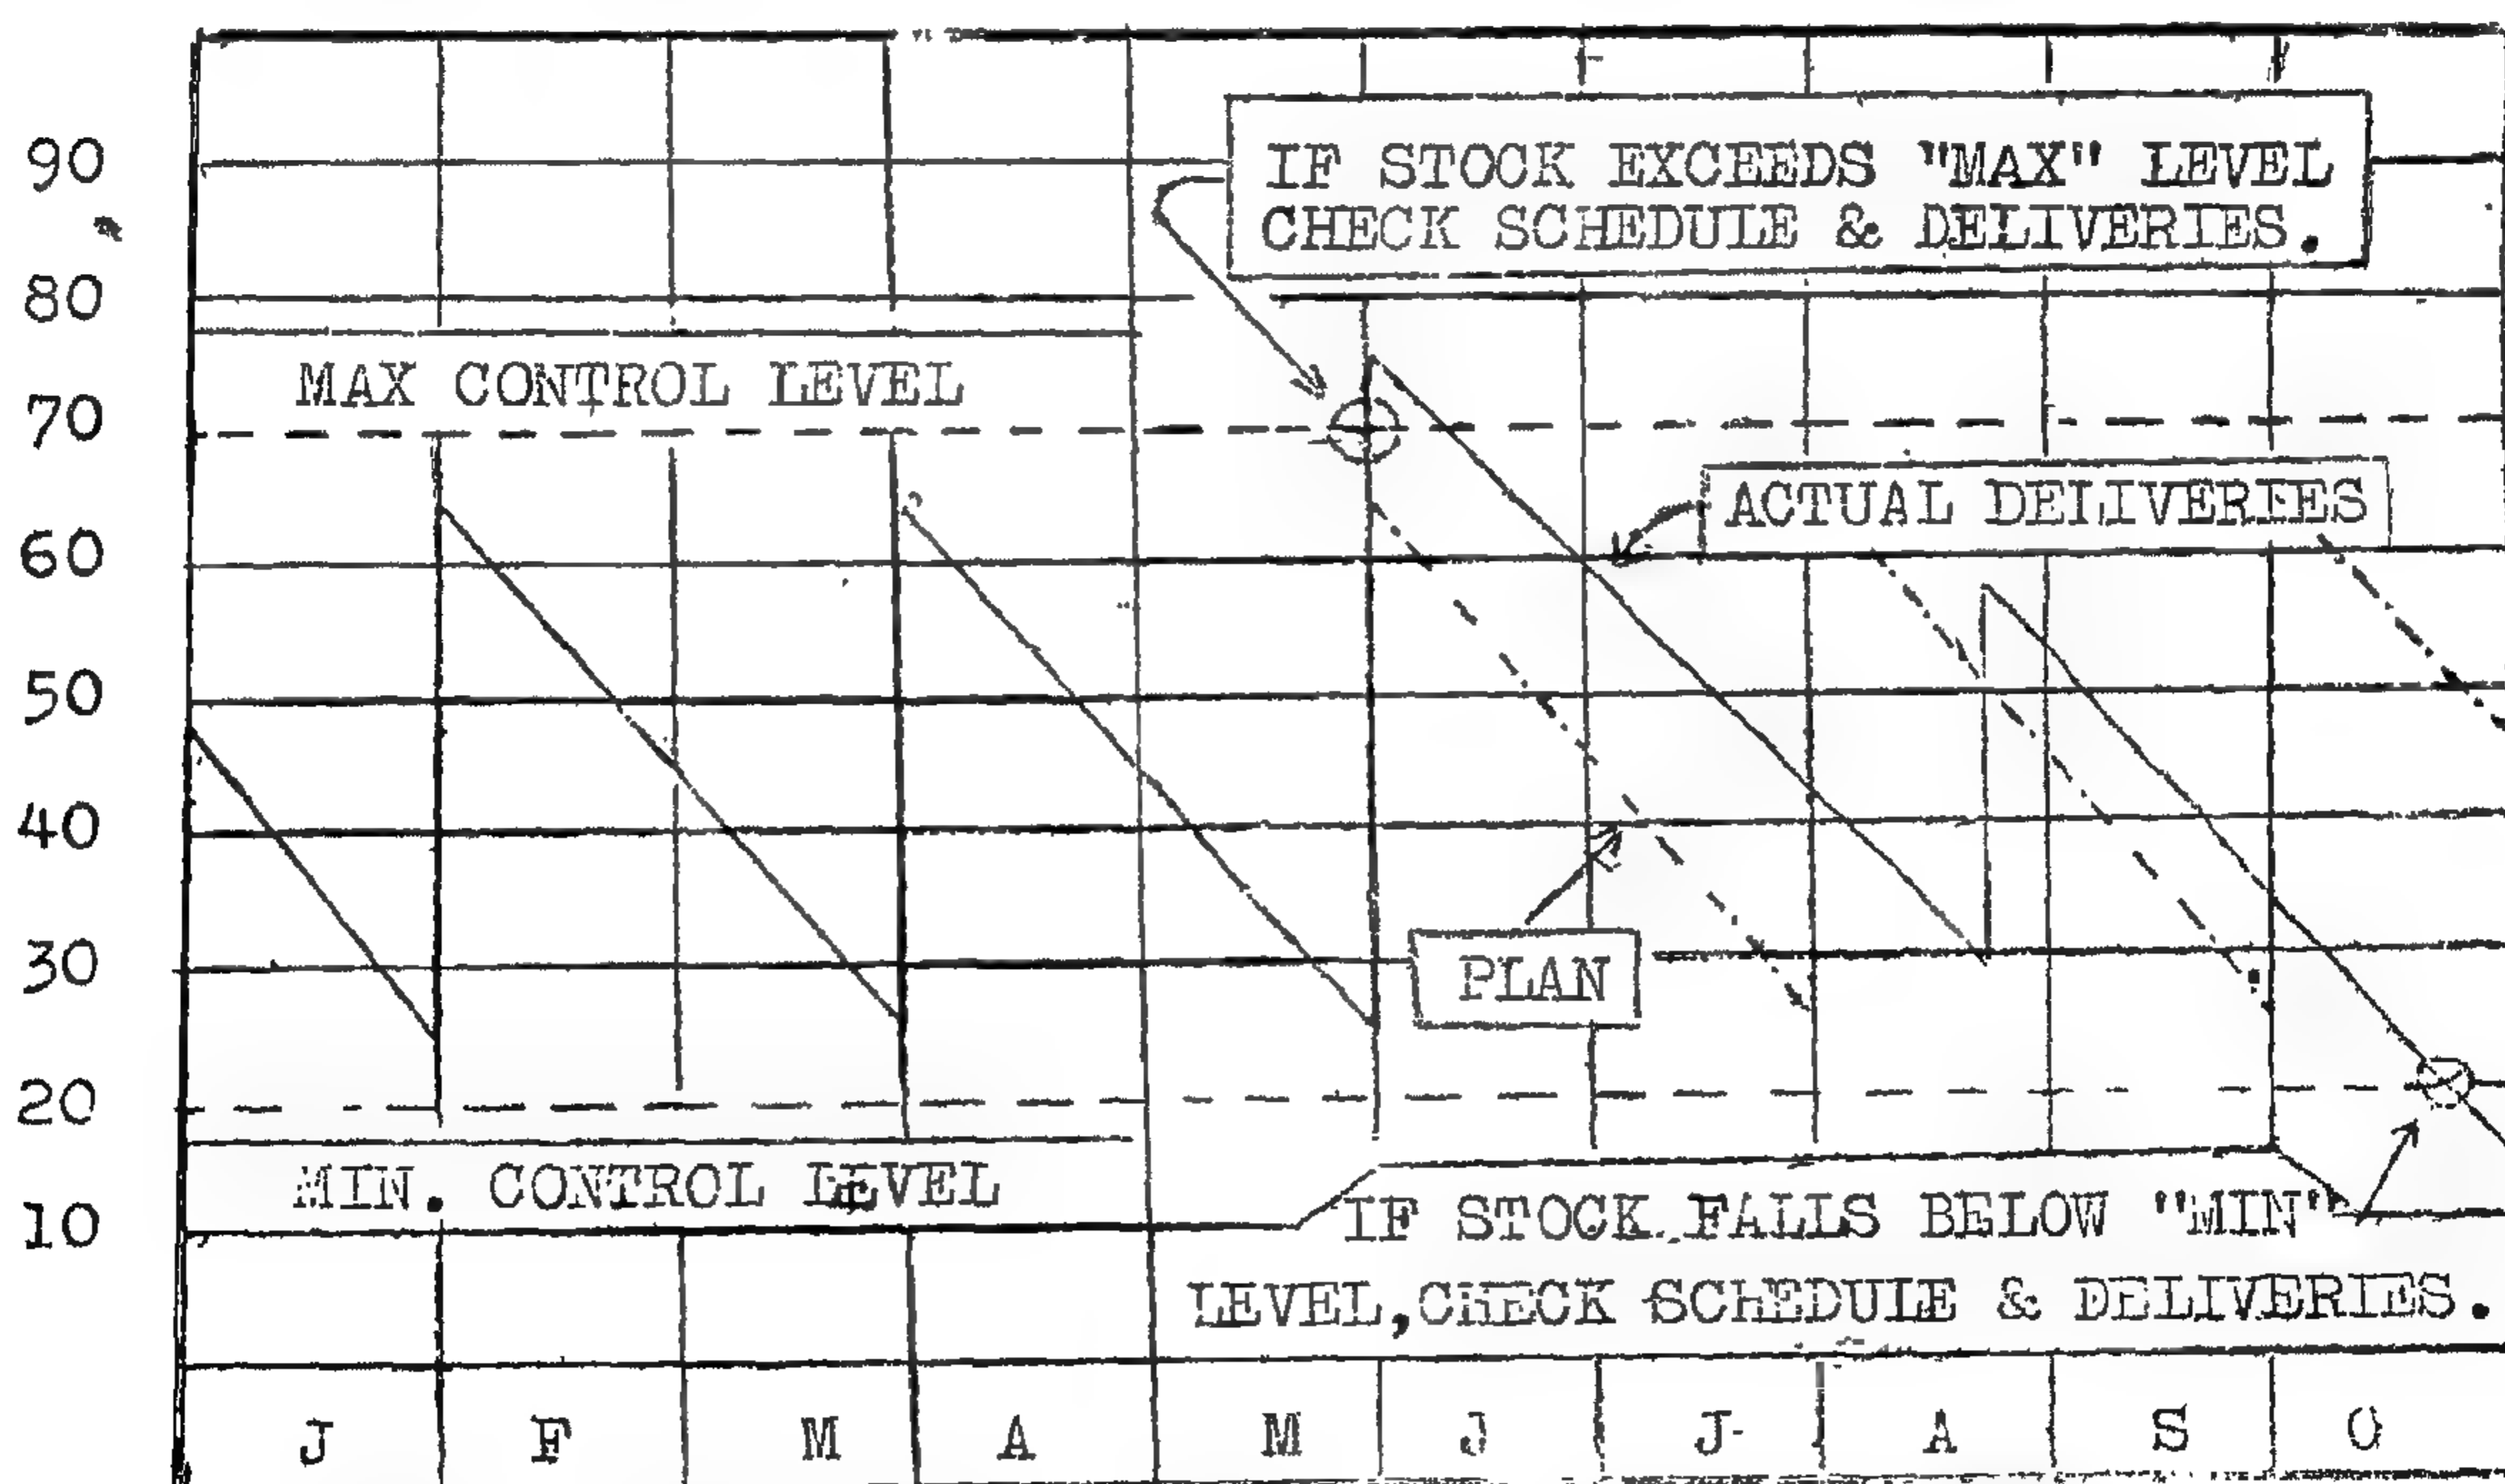 90
IF STOCK EXCEEDS "MAX" LEVEL
CHECK SCHEDULE & DELIVERIES.
80
MAX CONTROL LEVEL
70
ACTUAL DELIVERIES
60
50
40
30
PLAN
20
MIN. CONTROL LEVEL
10
IF STOCK FALLS BELOW "MIN"
LEVEL, CHECK SCHEDULE & DELIVERIES.
J F M A M J J A S O